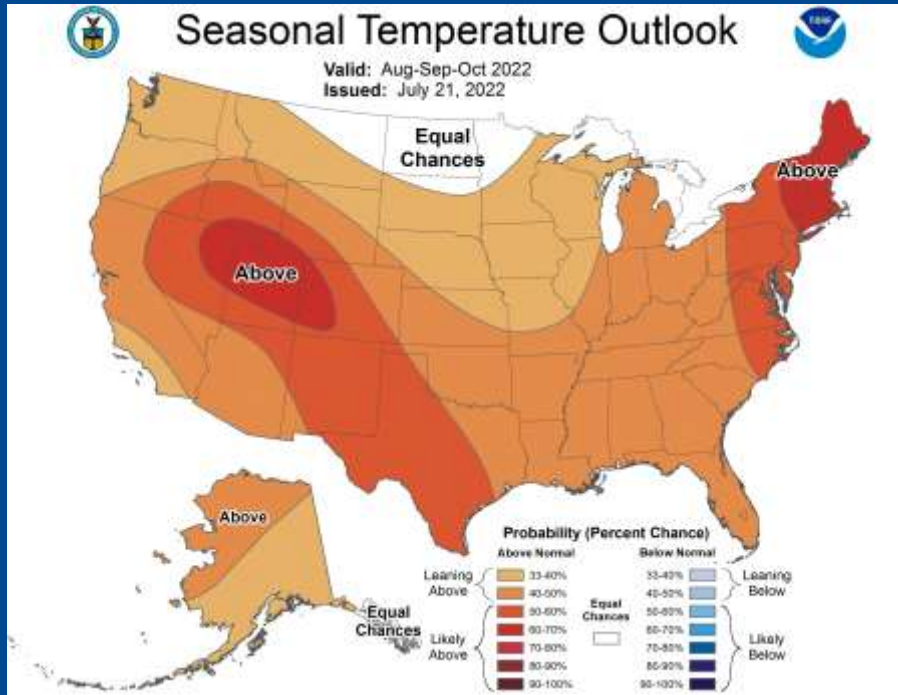 Seasonal Temperature Outlook
Valid: Aug-Sep-Oct 2022
Issued: July 21, 2022
Equal
Chances
Above
Above
Above
Equal
Chances
Probability (Percent Chance)
Above Normal
Below Normal
Leaning
Above
33-40%
40-50%
Likely
Above
50-60%
60-70%
70-80%
80-90%
90-100%
Equal
Chances
33-40%
40-50%
Leaning
Below
50-60%
60-70%
70-80%
80-90%
90-100%
Likely
Below